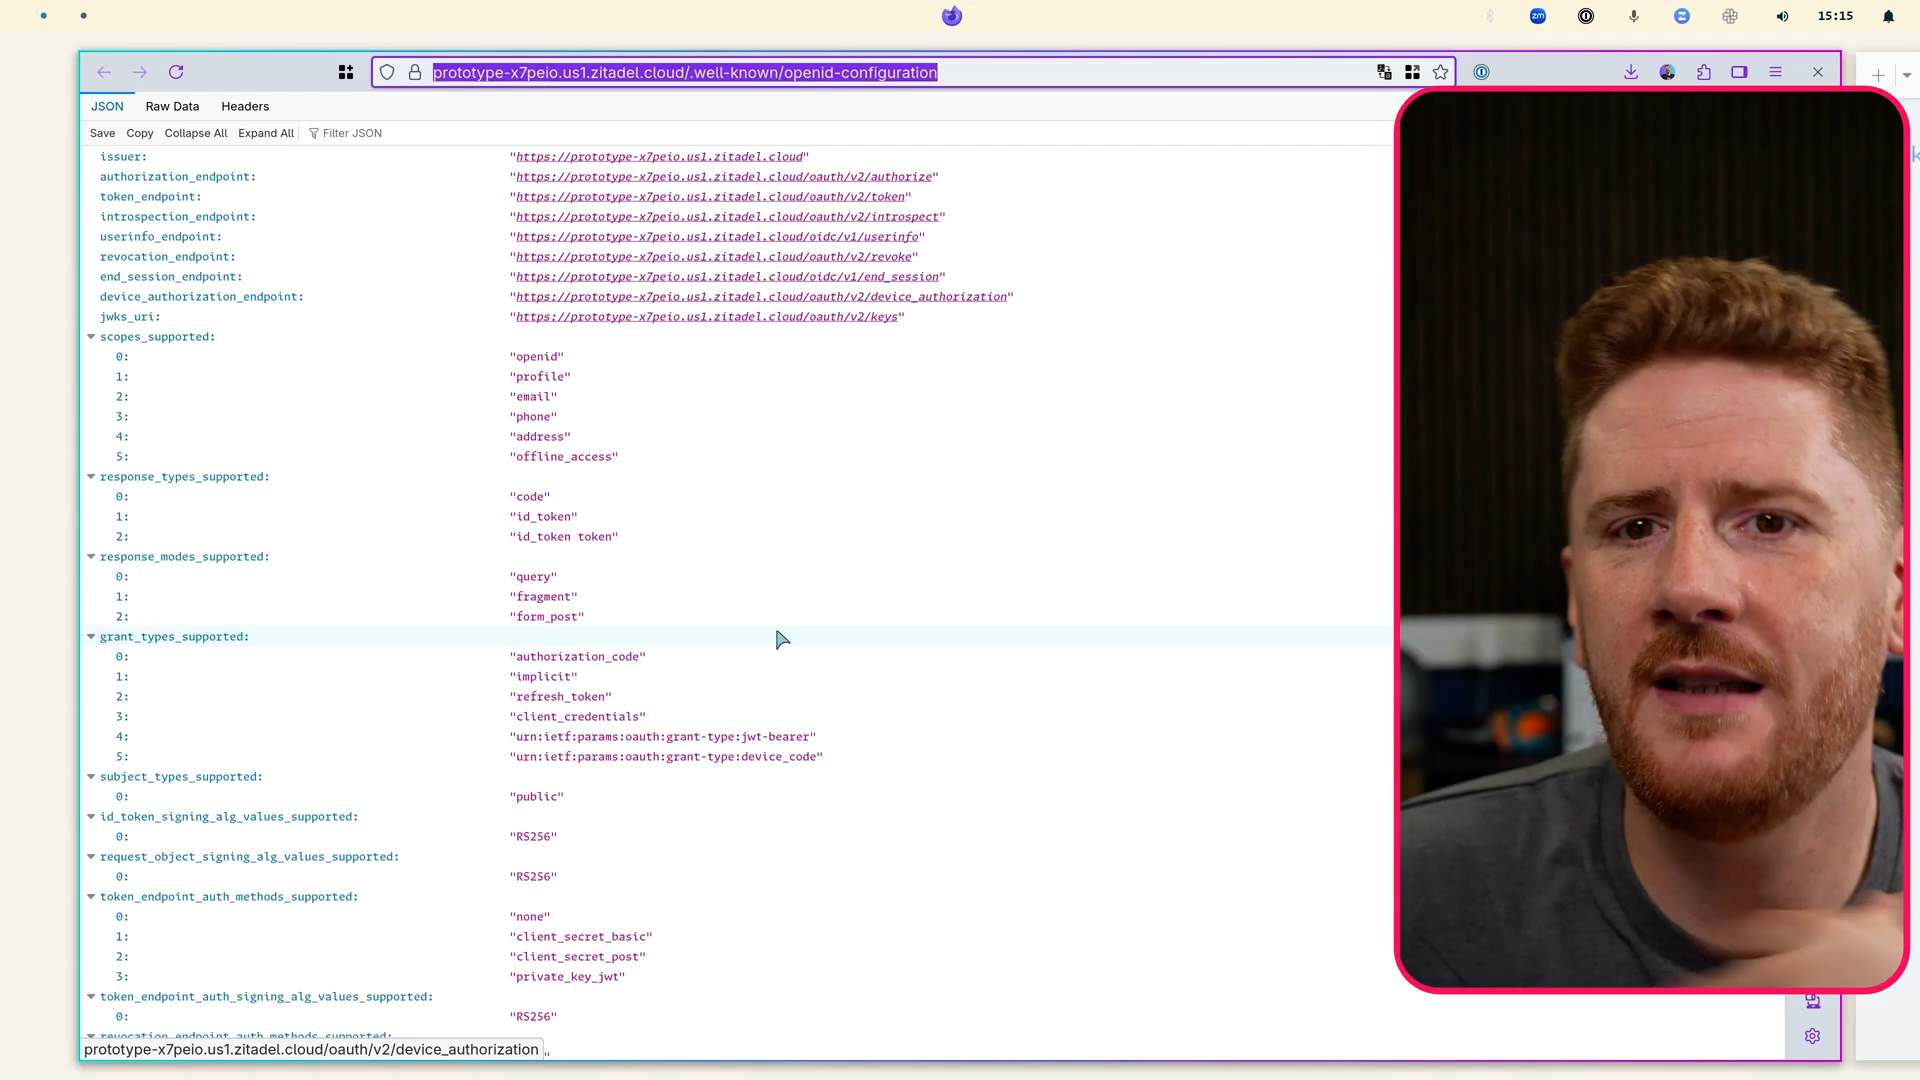 zm
15:15
prototype-x7peio.us1.zitadel.cloud/.well-known/openid-configuration
JSON Raw Data Headers
Save Copy Collapse All Expand All Filter JSON
issuer: "https://prototype-x7peio.us1.zitadel.cloud"
authorization_endpoint: "https://prototype-x7peio.us1.zitadel.cloud/oauth/v2/authorize"
token_endpoint: "https://prototype-x7peio.us1.zitadel.cloud/oauth/v2/token"
introspection_endpoint: "https://prototype-x7peio.us1.zitadel.cloud/oauth/v2/introspect"
userinfo_endpoint: "https://prototype-x7peio.us1.zitadel.cloud/oidc/v1/userinfo"
revocation_endpoint: "https://prototype-x7peio.us1.zitadel.cloud/oauth/v2/revoke"
end_session_endpoint: "https://prototype-x7peio.us1.zitadel.cloud/oidc/v1/end_session"
device_authorization_endpoint: "https://prototype-x7peio.us1.zitadel.cloud/oauth/v2/device_authorization"
jwks_uri: "https://prototype-x7peio.us1.zitadel.cloud/oauth/v2/keys"
scopes_supported:
0: "openid"
1: "profile"
2: "email"
3: "phone"
4: "address"
5: "offline_access"
response_types_supported:
0: "code"
1: "id_token"
2: "id_token token"
response_modes_supported:
0: "query"
1: "fragment"
2: "form_post"
grant_types_supported:
0: "authorization_code"
1: "implicit"
2: "refresh_token"
3: "client_credentials"
4: "urn:ietf:params:oauth:grant-type:jwt-bearer"
5: "urn:ietf:params:oauth:grant-type:device_code"
subject_types_supported:
0: "public"
id_token_signing_alg_values_supported:
0: "RS256"
request_object_signing_alg_values_supported:
0: "RS256"
token_endpoint_auth_methods_supported:
0: "none"
1: "client_secret_basic"
2: "client_secret_post"
3: "private_key_jwt"
token_endpoint_auth_signing_alg_values_supported:
0: "RS256"
revocation_endpoint_auth_methods_supported:
prototype-x7peio.us1.zitadel.cloud/oauth/v2/device_authorization